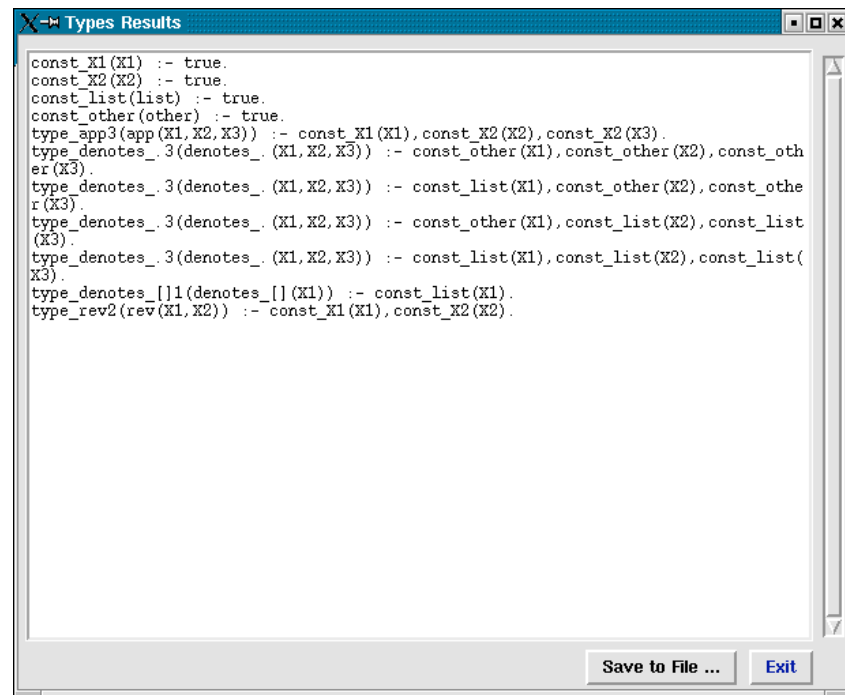 Types Results
const_X1(X1) :- true.
const_X2(X2) :- true.
const_list(list) :- true.
const_other(other) :- true.
type_app3(app(X1,X2,X3)) :- const_X1(X1),const_X2(X2),const_X2(X3).
type_denotes_.3(denotes_.(X1,X2,X3)) :- const_other(X1),const_other(X2),const_oth
er(X3).
type_denotes_.3(denotes_.(X1,X2,X3)) :- const_list(X1),const_other(X2),const_othe
r(X3).
type_denotes_.3(denotes_.(X1,X2,X3)) :- const_other(X1),const_list(X2),const_list
(X3).
type_denotes_.3(denotes_.(X1,X2,X3)) :- const_list(X1),const_list(X2),const_list(
X3).
type_denotes_[]1(denotes_[](X1)) :- const_list(X1).
type_rev2(rev(X1,X2)) :- const_X1(X1),const_X2(X2).
Save to File ...
Exit